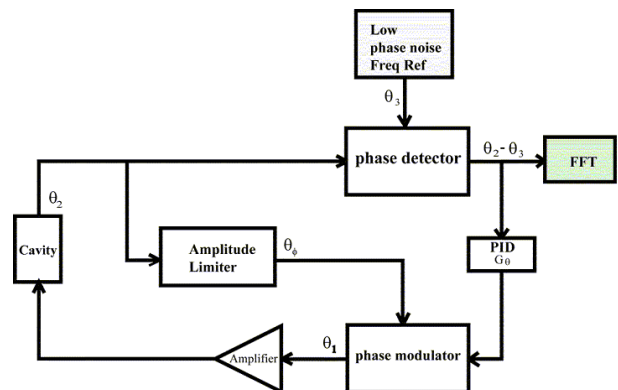 Low
phase noise
Freq Ref
θ3
phase detector
θ2-θ3
FFT
θ2
Cavity
Amplitude
Limiter
θϕ
PID
Gθ
Amplifier
θ1
phase modulator